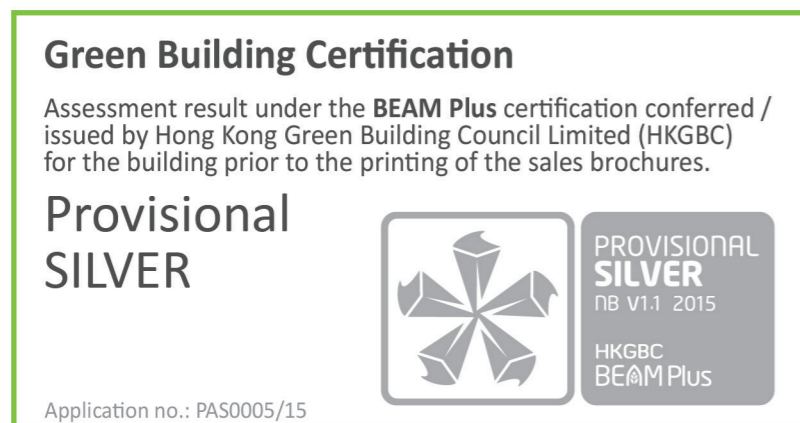 Green Building Certification
Assessment result under the BEAM Plus certification conferred /
issued by Hong Kong Green Building Council Limited (HKGBC)
for the building prior to the printing of the sales brochures.
Provisional
SILVER
PROVISIONAL
SILVER
NB V1.1 2015
HKGBC
BEAM Plus
Application no.: PAS0005/15